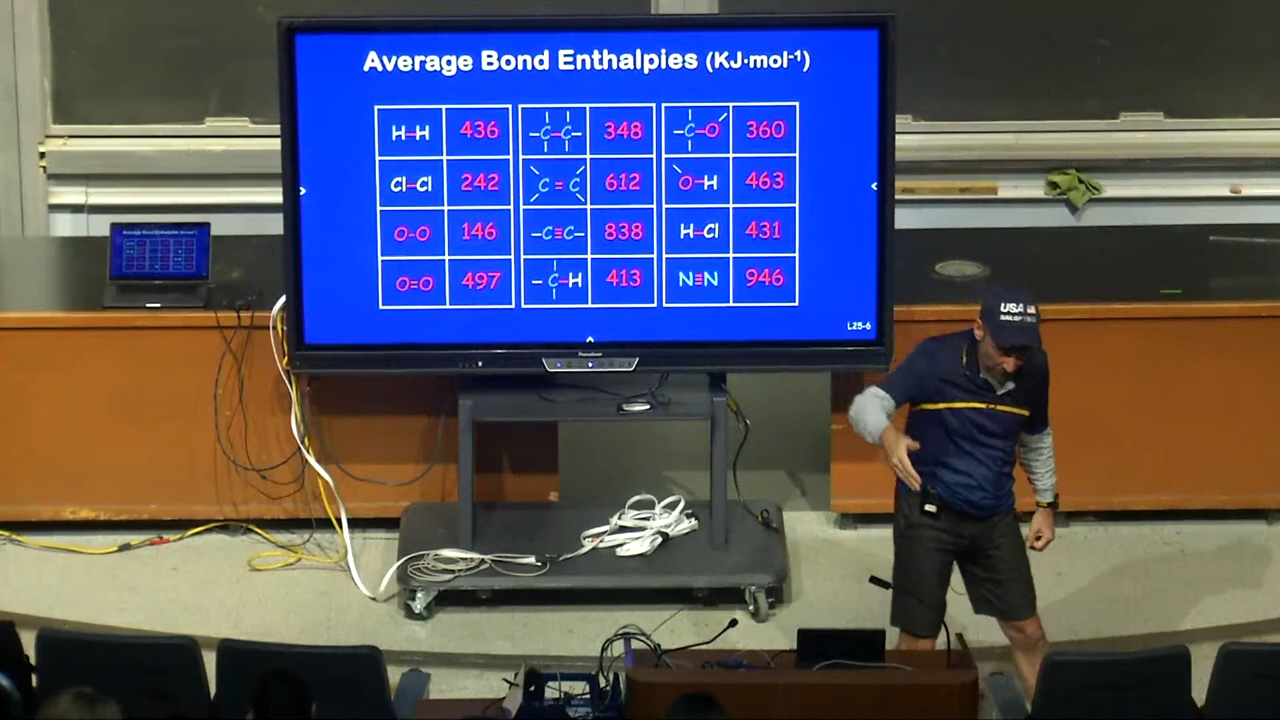 Average Bond Enthalpies (KJ·mol⁻¹)
H–H 436 –C–C– 348 –C–O 360
Cl–Cl 242 C=C 612 O–H 463
O–O 146 –C≡C– 838 H–Cl 431
O=O 497 –C–H 413 N≡N 946
L25-6
USA